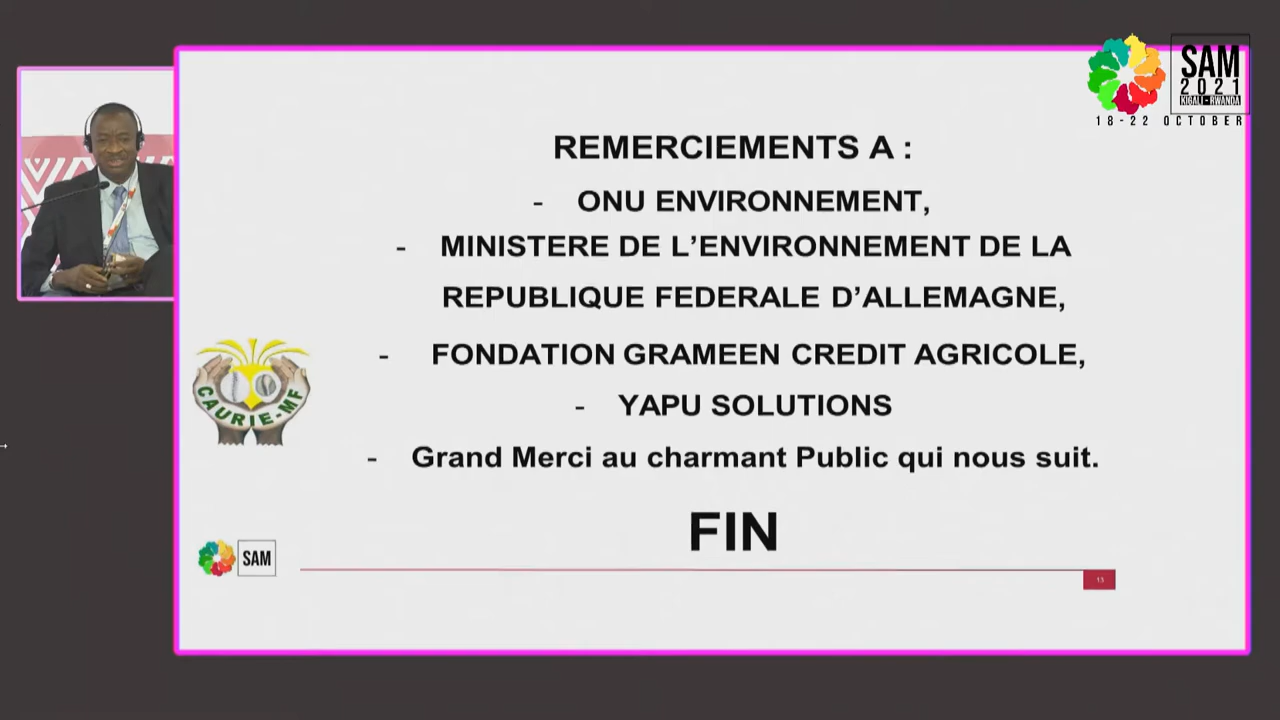 SAM
2021
KIGALI - RWANDA
18-22 OCTOBER
REMERCIEMENTS A :
- ONU ENVIRONNEMENT,
- MINISTERE DE L’ENVIRONNEMENT DE LA
REPUBLIQUE FEDERALE D’ALLEMAGNE,
- FONDATION GRAMEEN CREDIT AGRICOLE,
- YAPU SOLUTIONS
- Grand Merci au charmant Public qui nous suit.
CAURIE-MF
FIN
SAM
13